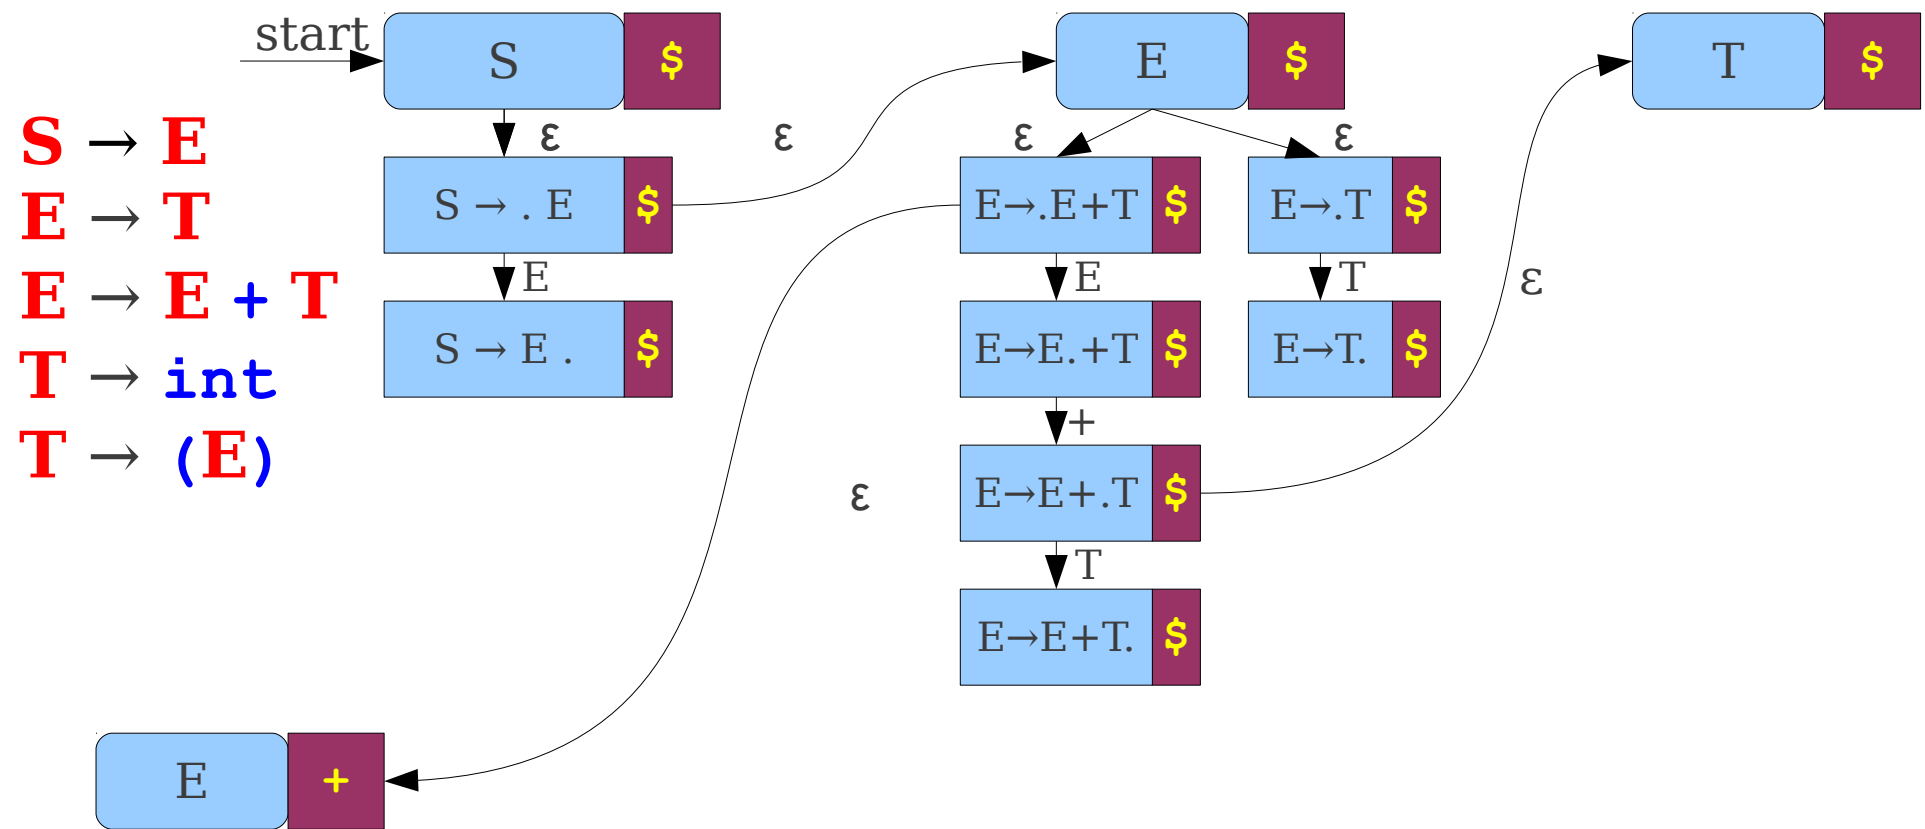 start
S $
E $
T $
S → E
E → T
E → E + T
T → int
T → (E)
ε
ε
ε
ε
S → . E $
E→.E+T $
E→.T $
E
E
T
ε
S → E . $
E→E.+T $
E→T. $
+
E→E+.T $
ε
T
E→E+T. $
E +